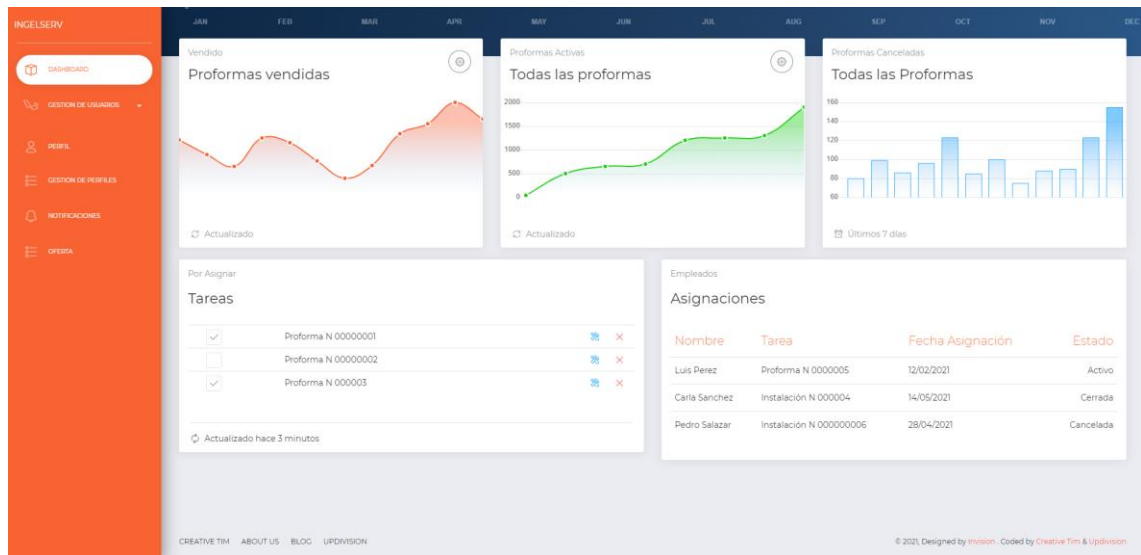 INGELSERV
DASHBOARD
GESTION DE USUARIOS
PERFIL
GESTION DE PERFILES
NOTIFICACIONES
OFERTA
JAN FEB MAR APR MAY JUN JUL AUG SEP OCT NOV DEC
Vendido
Proformas vendidas
Actualizado
Proformas Activas
Todas las proformas
2000
1500
1000
500
0
Actualizado
Proformas Canceladas
Todas las Proformas
160
140
120
100
80
60
Últimos 7 días
Por Asignar
Tareas
Proforma N 00000001
Proforma N 00000002
Proforma N 000003
Actualizado hace 3 minutos
Empleados
Asignaciones
Nombre Tarea Fecha Asignación Estado
Luis Perez Proforma N 0000005 12/02/2021 Activo
Carla Sanchez Instalación N 000004 14/05/2021 Cerrada
Pedro Salazar Instalación N 000000006 28/04/2021 Cancelada
CREATIVE TIM ABOUT US BLOG UPDIVISION
© 2021, Designed by Invision . Coded by Creative Tim & Updivision